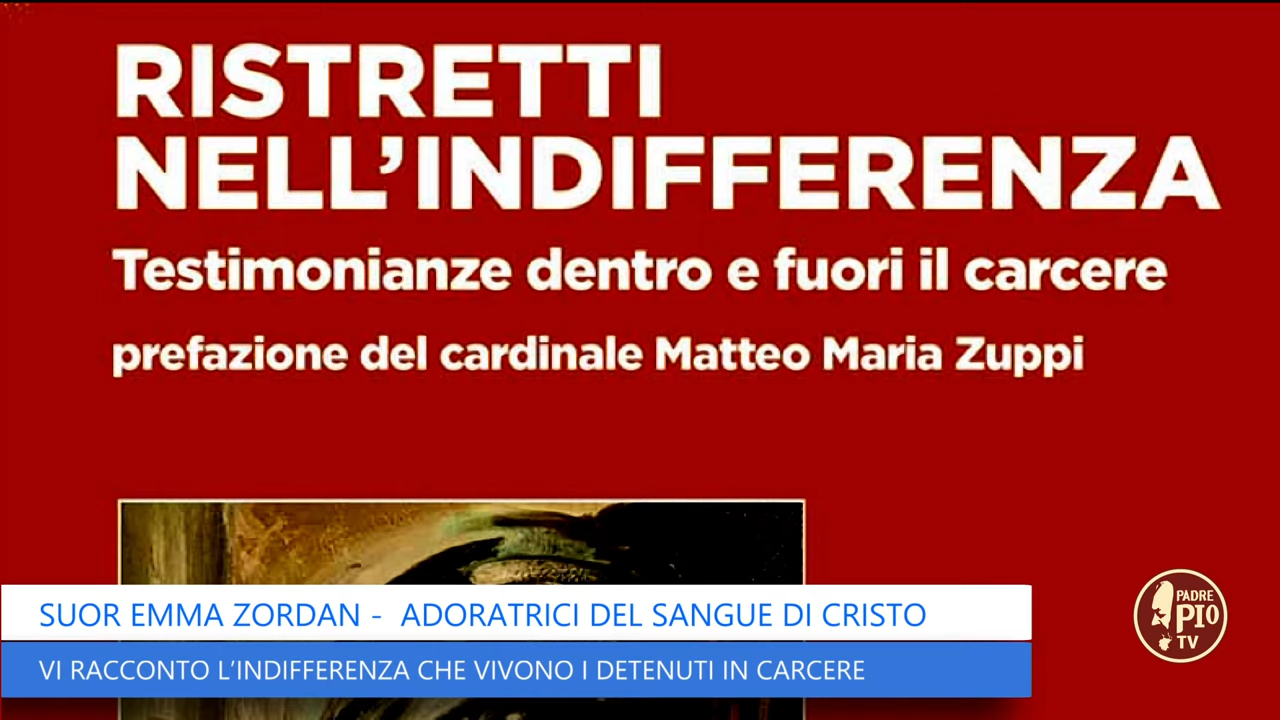 RISTRETTI
NELL'INDIFFERENZA
Testimonianze dentro e fuori il carcere
prefazione del cardinale Matteo Maria Zuppi
SUOR EMMA ZORDAN - ADORATRICI DEL SANGUE DI CRISTO
VI RACCONTO L'INDIFFERENZA CHE VIVONO I DETENUTI IN CARCERE
PADRE
PIO
TV